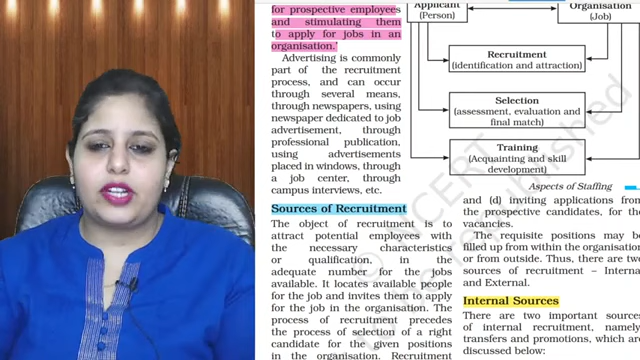 for prospective employees
and stimulating them
to apply for jobs in an
organisation.'
Advertising is commonly
part of the recruitment
process, and can occur
through several means,
through newspapers, using
newspaper dedicated to job
advertisement, through
professional publication,
using advertisements
placed in windows, through
a job center, through
campus interviews, etc.
Sources of Recruitment
The object of recruitment is to
attract potential employees with
the necessary characteristics
or qualification, in the
adequate number for the jobs
available. It locates available
people for the job and invites them to apply
for the job in the organisation.
The process of recruitment precedes
the process of selection of a right
candidate for the given positions
in the organisation. Recruitment
Applicant
(Person)
Organisation
(Job)
Recruitment
(identification and attraction)
Selection
(assessment, evaluation and
final match)
Training
(Acquainting and skill
development)
Aspects of Staffing
and (d) inviting applications from
the prospective candidates, for the
vacancies.
The requisite positions may be
filled up from within the organisation
or from outside. Thus, there are two
sources of recruitment – Internal
and External.
Internal Sources
There are two important sources
of internal recruitment, namely,
transfers and promotions, which are
discussed below:
© NCERT
be republished